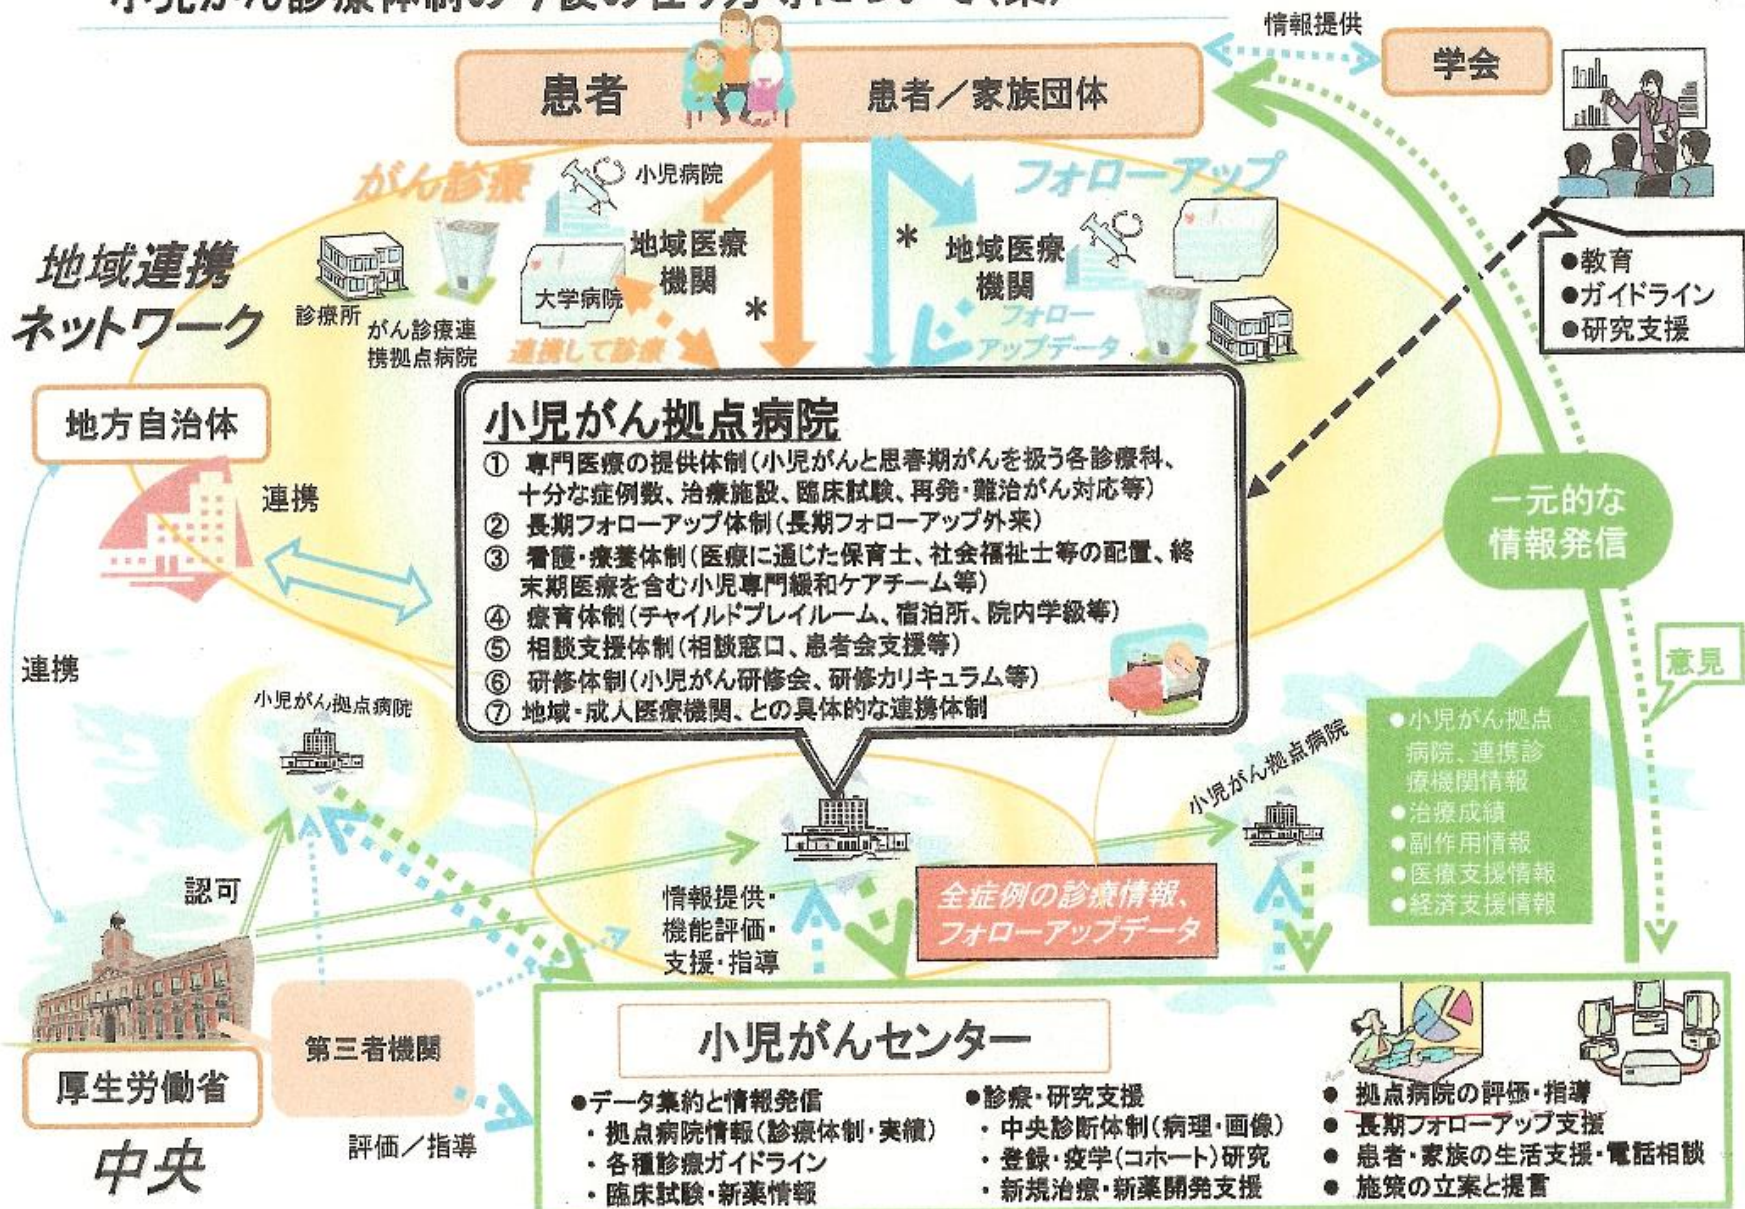 小児がん診療体制の今後の在り方等について(案)
情報提供
患者
患者/家族団体
学会
がん診療
小児病院
フォローアップ
地域医療
機関
*
*
地域医療
機関
地域連携
ネットワーク
診療所
がん診療連
携拠点病院
大学病院
連携して診療
フォロー
アップデータ
●教育
●ガイドライン
●研究支援
地方自治体
連携
連携
小児がん拠点病院
① 専門医療の提供体制(小児がんと思春期がんを扱う各診療科、
十分な症例数、治療施設、臨床試験、再発・難治がん対応等)
② 長期フォローアップ体制(長期フォローアップ外来)
③ 看護・療養体制(医療に通じた保育士、社会福祉士等の配置、終
末期医療を含む小児専門緩和ケアチーム等)
④ 療育体制(チャイルドプレイルーム、宿泊所、院内学級等)
⑤ 相談支援体制(相談窓口、患者会支援等)
⑥ 研修体制(小児がん研修会、研修カリキュラム等)
⑦ 地域・成人医療機関、との具体的な連携体制
一元的な
情報発信
意見
小児がん拠点病院
小児がん拠点病院
●小児がん拠点
病院、連携診
療機関情報
●治療成績
●副作用情報
●医療支援情報
●経済支援情報
認可
情報提供・
機能評価・
支援・指導
全症例の診療情報、
フォローアップデータ
厚生労働省
中央
第三者機関
評価/指導
小児がんセンター
●データ集約と情報発信
・拠点病院情報(診療体制・実績)
・各種診療ガイドライン
・臨床試験・新薬情報
●診療・研究支援
・中央診断体制(病理・画像)
・登録・疫学(コホート)研究
・新規治療・新薬開発支援
● 拠点病院の評価・指導
● 長期フォローアップ支援
● 患者・家族の生活支援・電話相談
● 施策の立案と提言